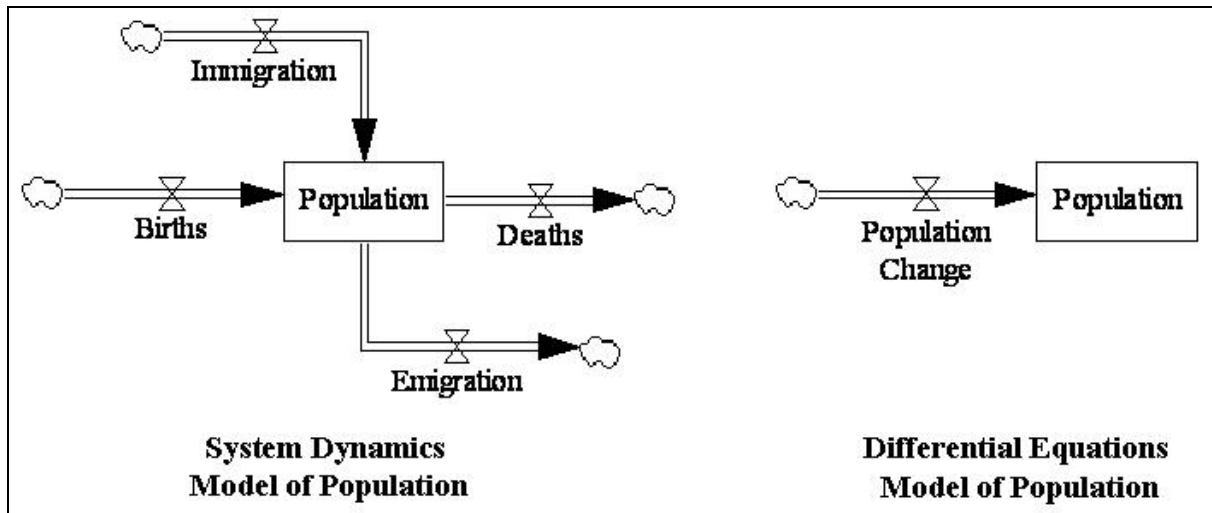 Immigration
Births
Population
Deaths
Emigration
System Dynamics
Model of Population
Population
Change
Population
Differential Equations
Model of Population